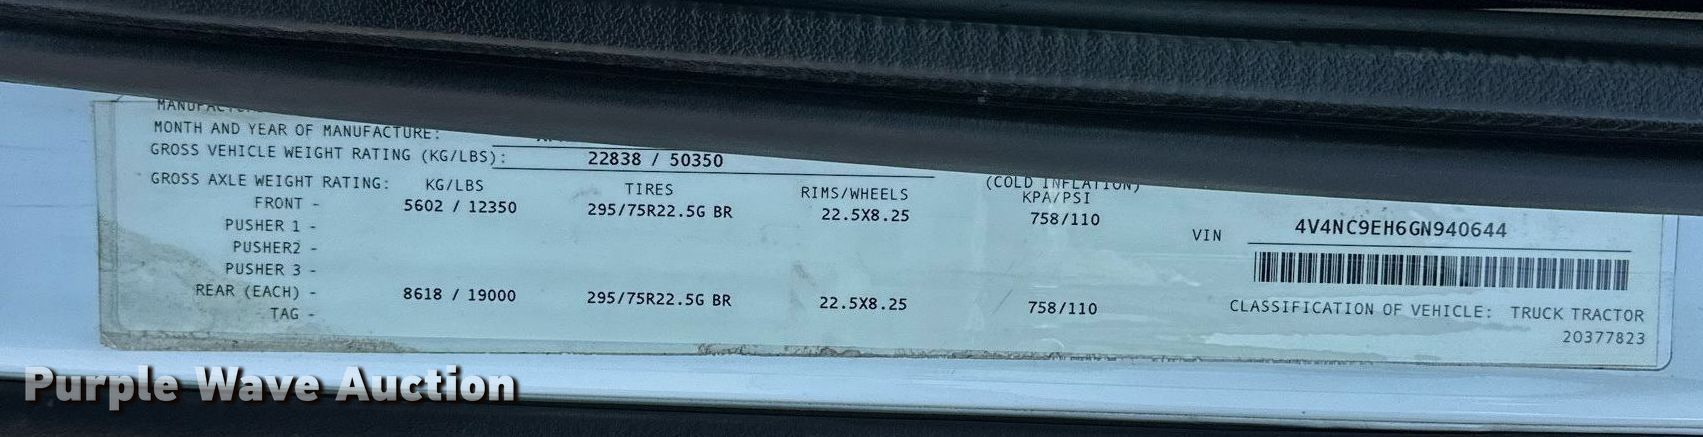 MONTH AND YEAR OF MANUFACTURE:
GROSS VEHICLE WEIGHT RATING (KG/LBS): 22838 / 50350
GROSS AXLE WEIGHT RATING: KG/LBS TIRES RIMS/WHEELS (COLD INFLATION) KPA/PSI
FRONT - 5602 / 12350 295/75R22.5G BR 22.5X8.25 758/110
PUSHER 1 -
PUSHER2 -
PUSHER 3 -
REAR (EACH) - 8618 / 19000 295/75R22.5G BR 22.5X8.25 758/110
TAG -
VIN 4V4NC9EH6GN940644
CLASSIFICATION OF VEHICLE: TRUCK TRACTOR
20377823
Purple Wave Auction